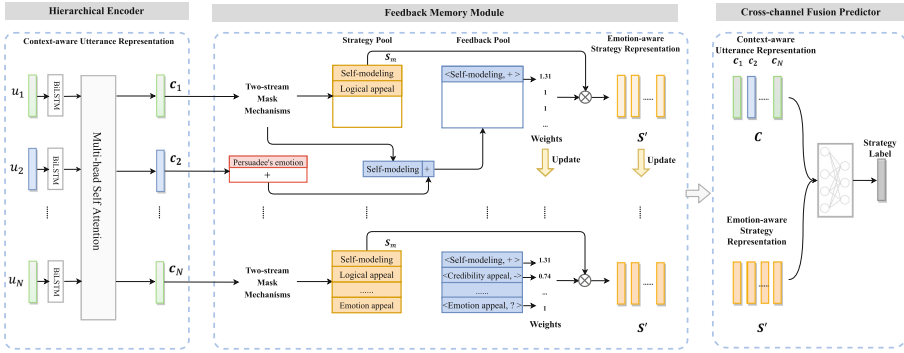 Hierarchical Encoder
Feedback Memory Module
Cross-channel Fusion Predictor
Context-aware Utterance Representation
u1
BiLSTM
c1
u2
BiLSTM
c2
......
......
uN
BiLSTM
cN
Multi-head Self Attention
Strategy Pool
Feedback Pool
Emotion-aware
Strategy Representation
Sm
Two-stream
Mask
Mechanisms
Self-modeling
Logical appeal
<Self-modeling, + >
1.31
1
1
...
Weights
......
S'
Update
Update
Persuadee's emotion
+
Self-modeling
+
......
......
......
......
Sm
Two-stream
Mask
Mechanisms
Self-modeling
Logical appeal
......
Emotion appeal
<Self-modeling, + >
<Credibility appeal, ->
......
<Emotion appeal, ? >
1.31
0.74
1
Weights
......
S'
Context-aware
Utterance Representation
c1 c2 cN
......
C
Strategy
Label
Emotion-aware
Strategy
Representation
......
S'